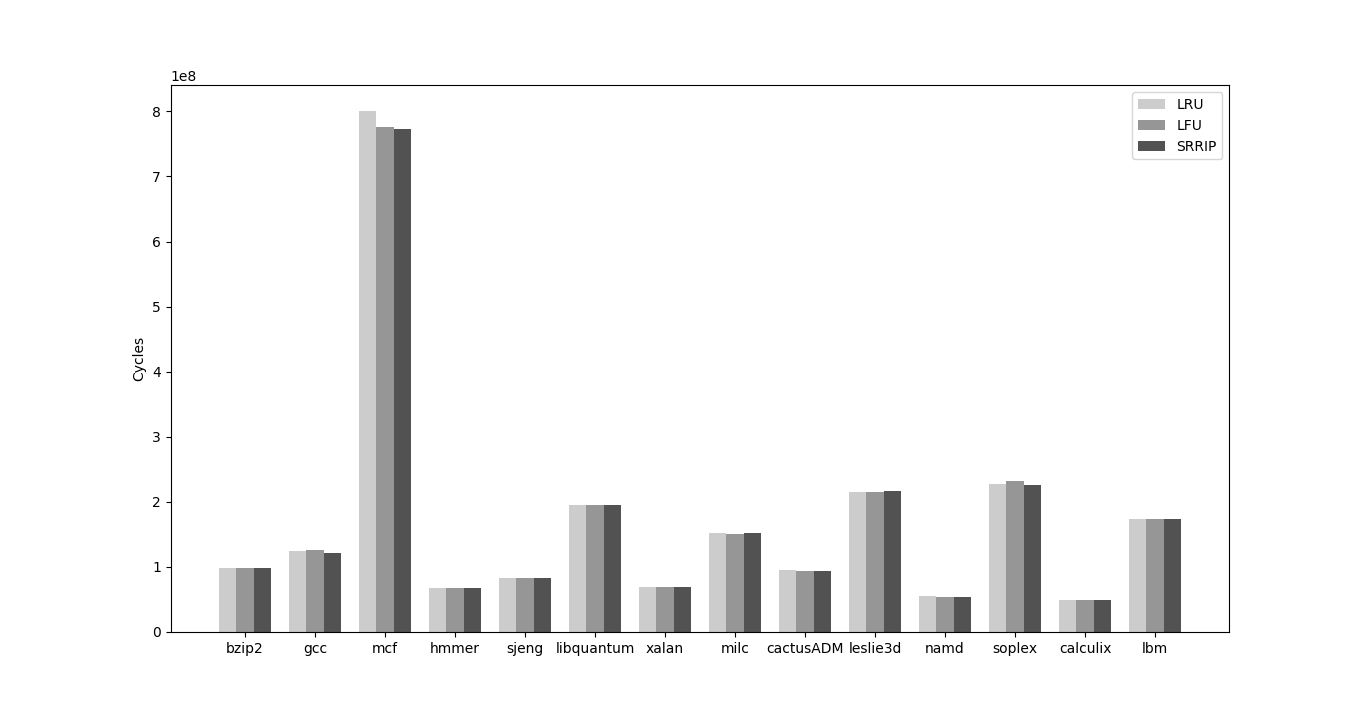 1e8
8
7
6
5
4
3
2
1
0
Cycles
LRU
LFU
SRRIP
bzip2 gcc mcf hmmer sjeng libquantum xalan milc cactusADM leslie3d namd soplex calculix lbm